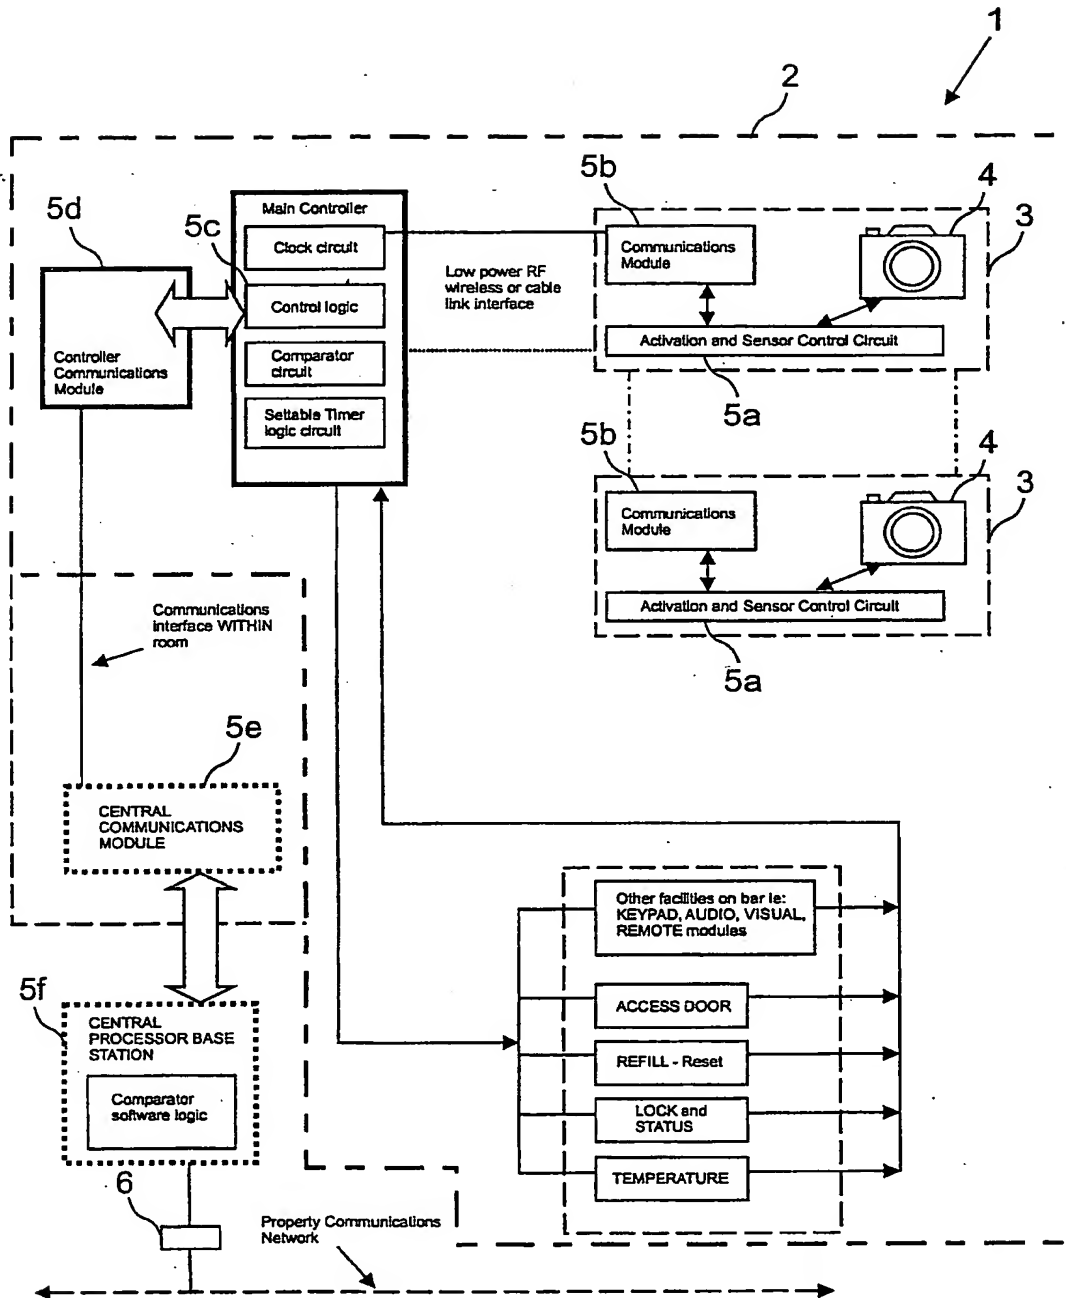 1
2
5b
4
3
5d
5c
Main Controller
Clock circuit
Control logic
Comparator
circuit
Settable Timer
logic circuit
Controller
Communications
Module
Low power RF
wireless or cable
link interface
Communications
Module
Activation and Sensor Control Circuit
5a
5b
4
3
Communications
Module
Activation and Sensor Control Circuit
5a
Communications
interface WITHIN
room
5e
CENTRAL
COMMUNICATIONS
MODULE
5f
CENTRAL
PROCESSOR BASE
STATION
Comparator
software logic
6
Property Communications
Network
Other facilities on bar ie:
KEYPAD, AUDIO, VISUAL,
REMOTE modules
ACCESS DOOR
REFILL - Reset
LOCK and
STATUS
TEMPERATURE